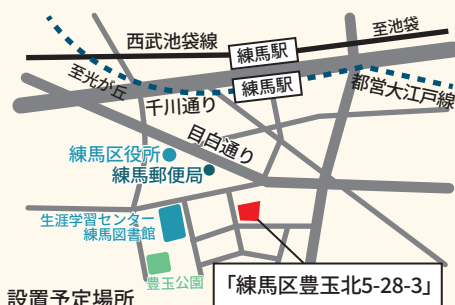 西武池袋線
練馬駅
至池袋
至光が丘
練馬駅
都営大江戸線
千川通り
目白通り
練馬区役所
練馬郵便局
生涯学習センター
練馬図書館
豊玉公園
「練馬区豊玉北5-28-3」
設置予定場所